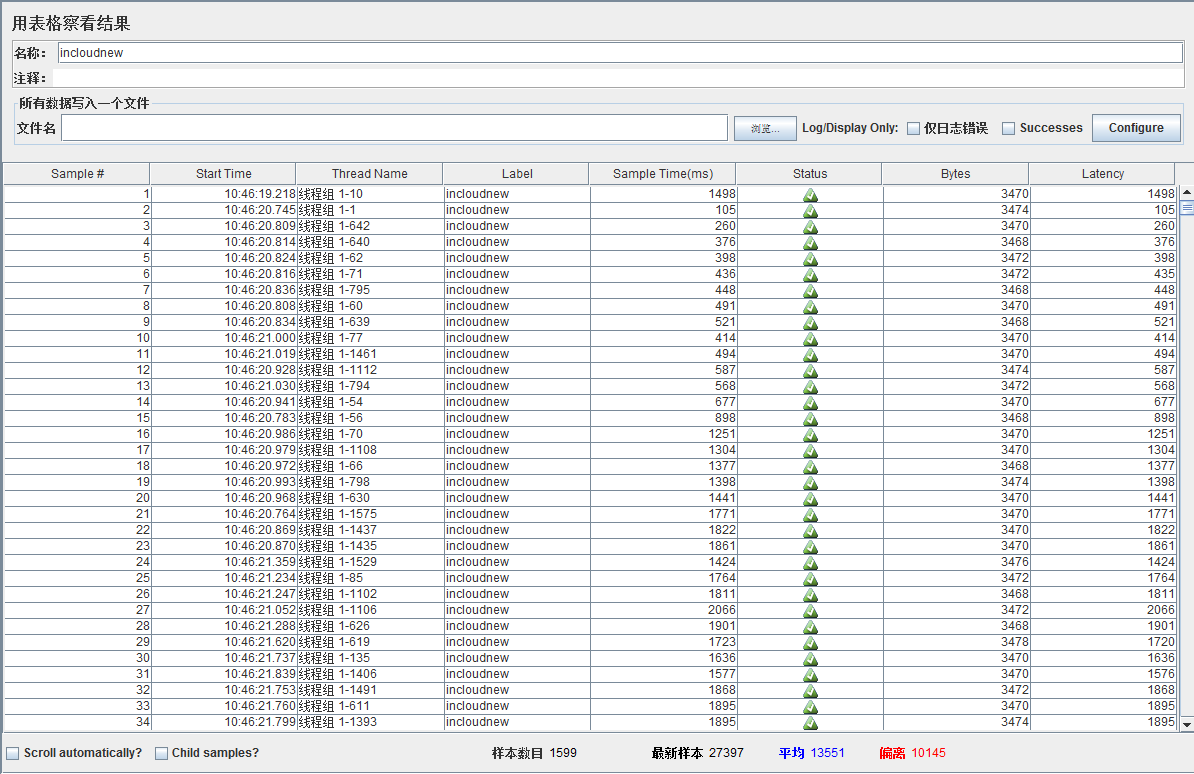 用表格察看结果
名称： incloudnew
注释：
所有数据写入一个文件
文件名 浏览... Log/Display Only: 仅日志错误 Successes Configure
Sample # Start Time Thread Name Label Sample Time(ms) Status Bytes Latency
1 10:46:19.218 线程组 1-10 incloudnew 1498 3470 1498
2 10:46:20.745 线程组 1-1 incloudnew 105 3474 105
3 10:46:20.809 线程组 1-642 incloudnew 260 3470 260
4 10:46:20.814 线程组 1-640 incloudnew 376 3468 376
5 10:46:20.824 线程组 1-62 incloudnew 398 3472 398
6 10:46:20.816 线程组 1-71 incloudnew 436 3472 435
7 10:46:20.836 线程组 1-795 incloudnew 448 3468 448
8 10:46:20.808 线程组 1-60 incloudnew 491 3470 491
9 10:46:20.834 线程组 1-639 incloudnew 521 3468 521
10 10:46:21.000 线程组 1-77 incloudnew 414 3470 414
11 10:46:21.019 线程组 1-1461 incloudnew 494 3470 494
12 10:46:20.928 线程组 1-1112 incloudnew 587 3474 587
13 10:46:21.030 线程组 1-794 incloudnew 568 3472 568
14 10:46:20.941 线程组 1-54 incloudnew 677 3470 677
15 10:46:20.783 线程组 1-56 incloudnew 898 3468 898
16 10:46:20.986 线程组 1-70 incloudnew 1251 3470 1251
17 10:46:20.979 线程组 1-1108 incloudnew 1304 3470 1304
18 10:46:20.972 线程组 1-66 incloudnew 1377 3468 1377
19 10:46:20.993 线程组 1-798 incloudnew 1398 3474 1398
20 10:46:20.968 线程组 1-630 incloudnew 1441 3470 1441
21 10:46:20.764 线程组 1-1575 incloudnew 1771 3470 1771
22 10:46:20.869 线程组 1-1437 incloudnew 1822 3470 1822
23 10:46:20.870 线程组 1-1435 incloudnew 1861 3470 1861
24 10:46:21.359 线程组 1-1529 incloudnew 1424 3476 1424
25 10:46:21.234 线程组 1-85 incloudnew 1764 3472 1764
26 10:46:21.247 线程组 1-1102 incloudnew 1811 3468 1811
27 10:46:21.052 线程组 1-1106 incloudnew 2066 3472 2066
28 10:46:21.288 线程组 1-626 incloudnew 1901 3468 1901
29 10:46:21.620 线程组 1-619 incloudnew 1723 3478 1720
30 10:46:21.737 线程组 1-135 incloudnew 1636 3470 1636
31 10:46:21.839 线程组 1-1406 incloudnew 1577 3470 1576
32 10:46:21.753 线程组 1-1491 incloudnew 1868 3472 1868
33 10:46:21.760 线程组 1-611 incloudnew 1895 3470 1895
34 10:46:21.799 线程组 1-1393 incloudnew 1895 3474 1895
Scroll automatically? Child samples? 样本数目 1599 最新样本 27397 平均 13551 偏离 10145